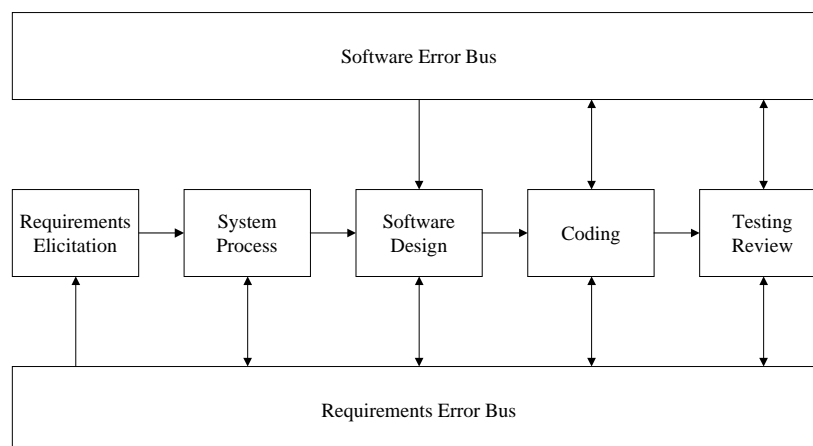 Software Error Bus
Requirements
Elicitation
System
Process
Software
Design
Coding
Testing
Review
Requirements Error Bus